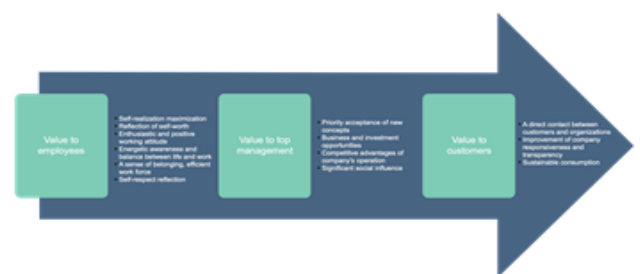 Value to
employees
• Self-realization maximization
• Reflection of self-worth
• Enthusiastic and positive
working attitude
• Energetic awareness and
balance between life and work
• A sense of belonging, efficient
work force
• Self-respect reflection
Value to top
management
• Priority acceptance of new
concepts
• Business and investment
opportunities
• Competitive advantages of
company's operation
• Significant social influence
Value to
customers
• A direct contact between
customers and organizations
• Improvement of company
responsiveness and
transparency
• Sustainable consumption